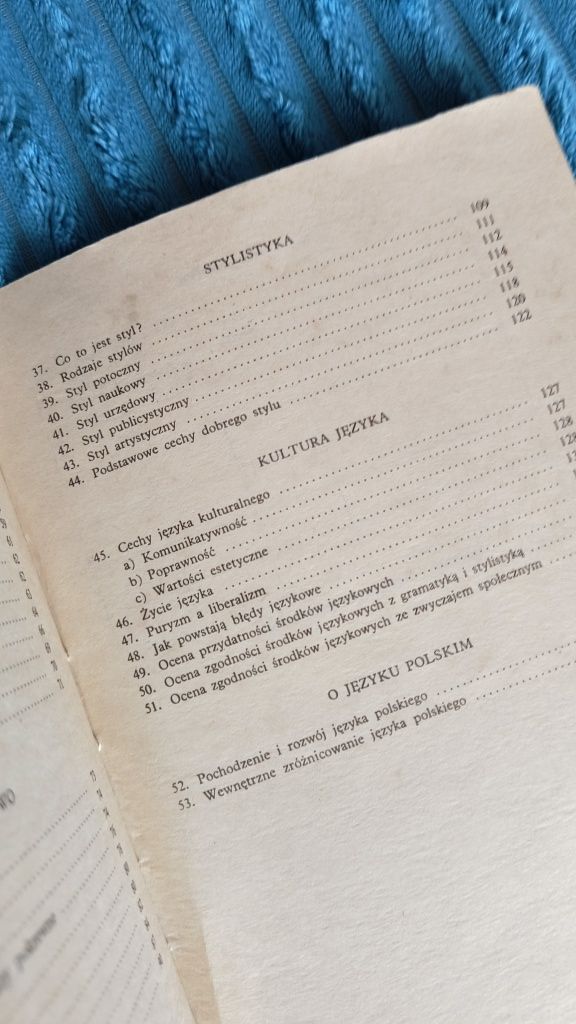 STYLISTYKA
37. Co to jest styl? 109
38. Rodzaje stylów 111
39. Styl potoczny 112
40. Styl naukowy 114
41. Styl urzędowy 115
42. Styl publicystyczny 118
43. Styl artystyczny 120
44. Podstawowe cechy dobrego stylu 122
KULTURA JĘZYKA
45. Cechy języka kulturalnego 127
a) Komunikatywność 127
b) Poprawność 128
c) Wartości estetyczne 128
46. Życie języka
47. Puryzm a liberalizm
48. Jak powstają błędy językowe
49. Ocena przydatności środków językowych
50. Ocena zgodności środków językowych z gramatyką i stylistyką
51. Ocena zgodności środków językowych ze zwyczajem społecznym
O JĘZYKU POLSKIM
52. Pochodzenie i rozwój języka polskiego
53. Wewnętrzne zróżnicowanie języka polskiego